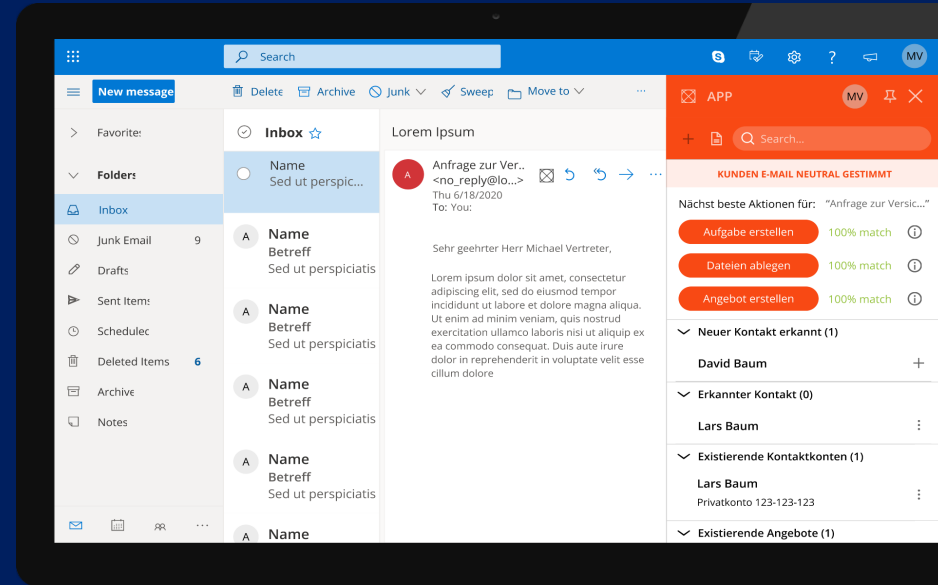 Search
MV
New message
Delete
Archive
Junk
Sweep
Move to
...
APP
MV
Search...
Favorites
Folders
Inbox
Junk Email 9
Drafts
Sent Items
Scheduled
Deleted Items 6
Archive
Notes
...
Inbox
Name
Sed ut perspic...
A
Name
Betreff
Sed ut perspiciatis
A
Name
Betreff
Sed ut perspiciatis
A
Name
Betreff
Sed ut perspiciatis
A
Name
Betreff
Sed ut perspiciatis
A
Name
Lorem Ipsum
A
Anfrage zur Ver..
<no_reply@lo...>
Thu 6/18/2020
To: You:
Sehr geehrter Herr Michael Vertreter,
Lorem ipsum dolor sit amet, consectetur
adipiscing elit, sed do eiusmod tempor
incididunt ut labore et dolore magna aliqua.
Ut enim ad minim veniam, quis nostrud
exercitation ullamco laboris nisi ut aliquip ex
ea commodo consequat. Duis aute irure
dolor in reprehenderit in voluptate velit esse
cillum dolore
KUNDEN E-MAIL NEUTRAL GESTIMMT
Nächst beste Aktionen für: "Anfrage zur Versic..."
Aufgabe erstellen 100% match
Dateien ablegen 100% match
Angebot erstellen 100% match
Neuer Kontakt erkannt (1)
David Baum
Erkannter Kontakt (0)
Lars Baum
Existierende Kontaktkonten (1)
Lars Baum
Privatkonto 123-123-123
Existierende Angebote (1)